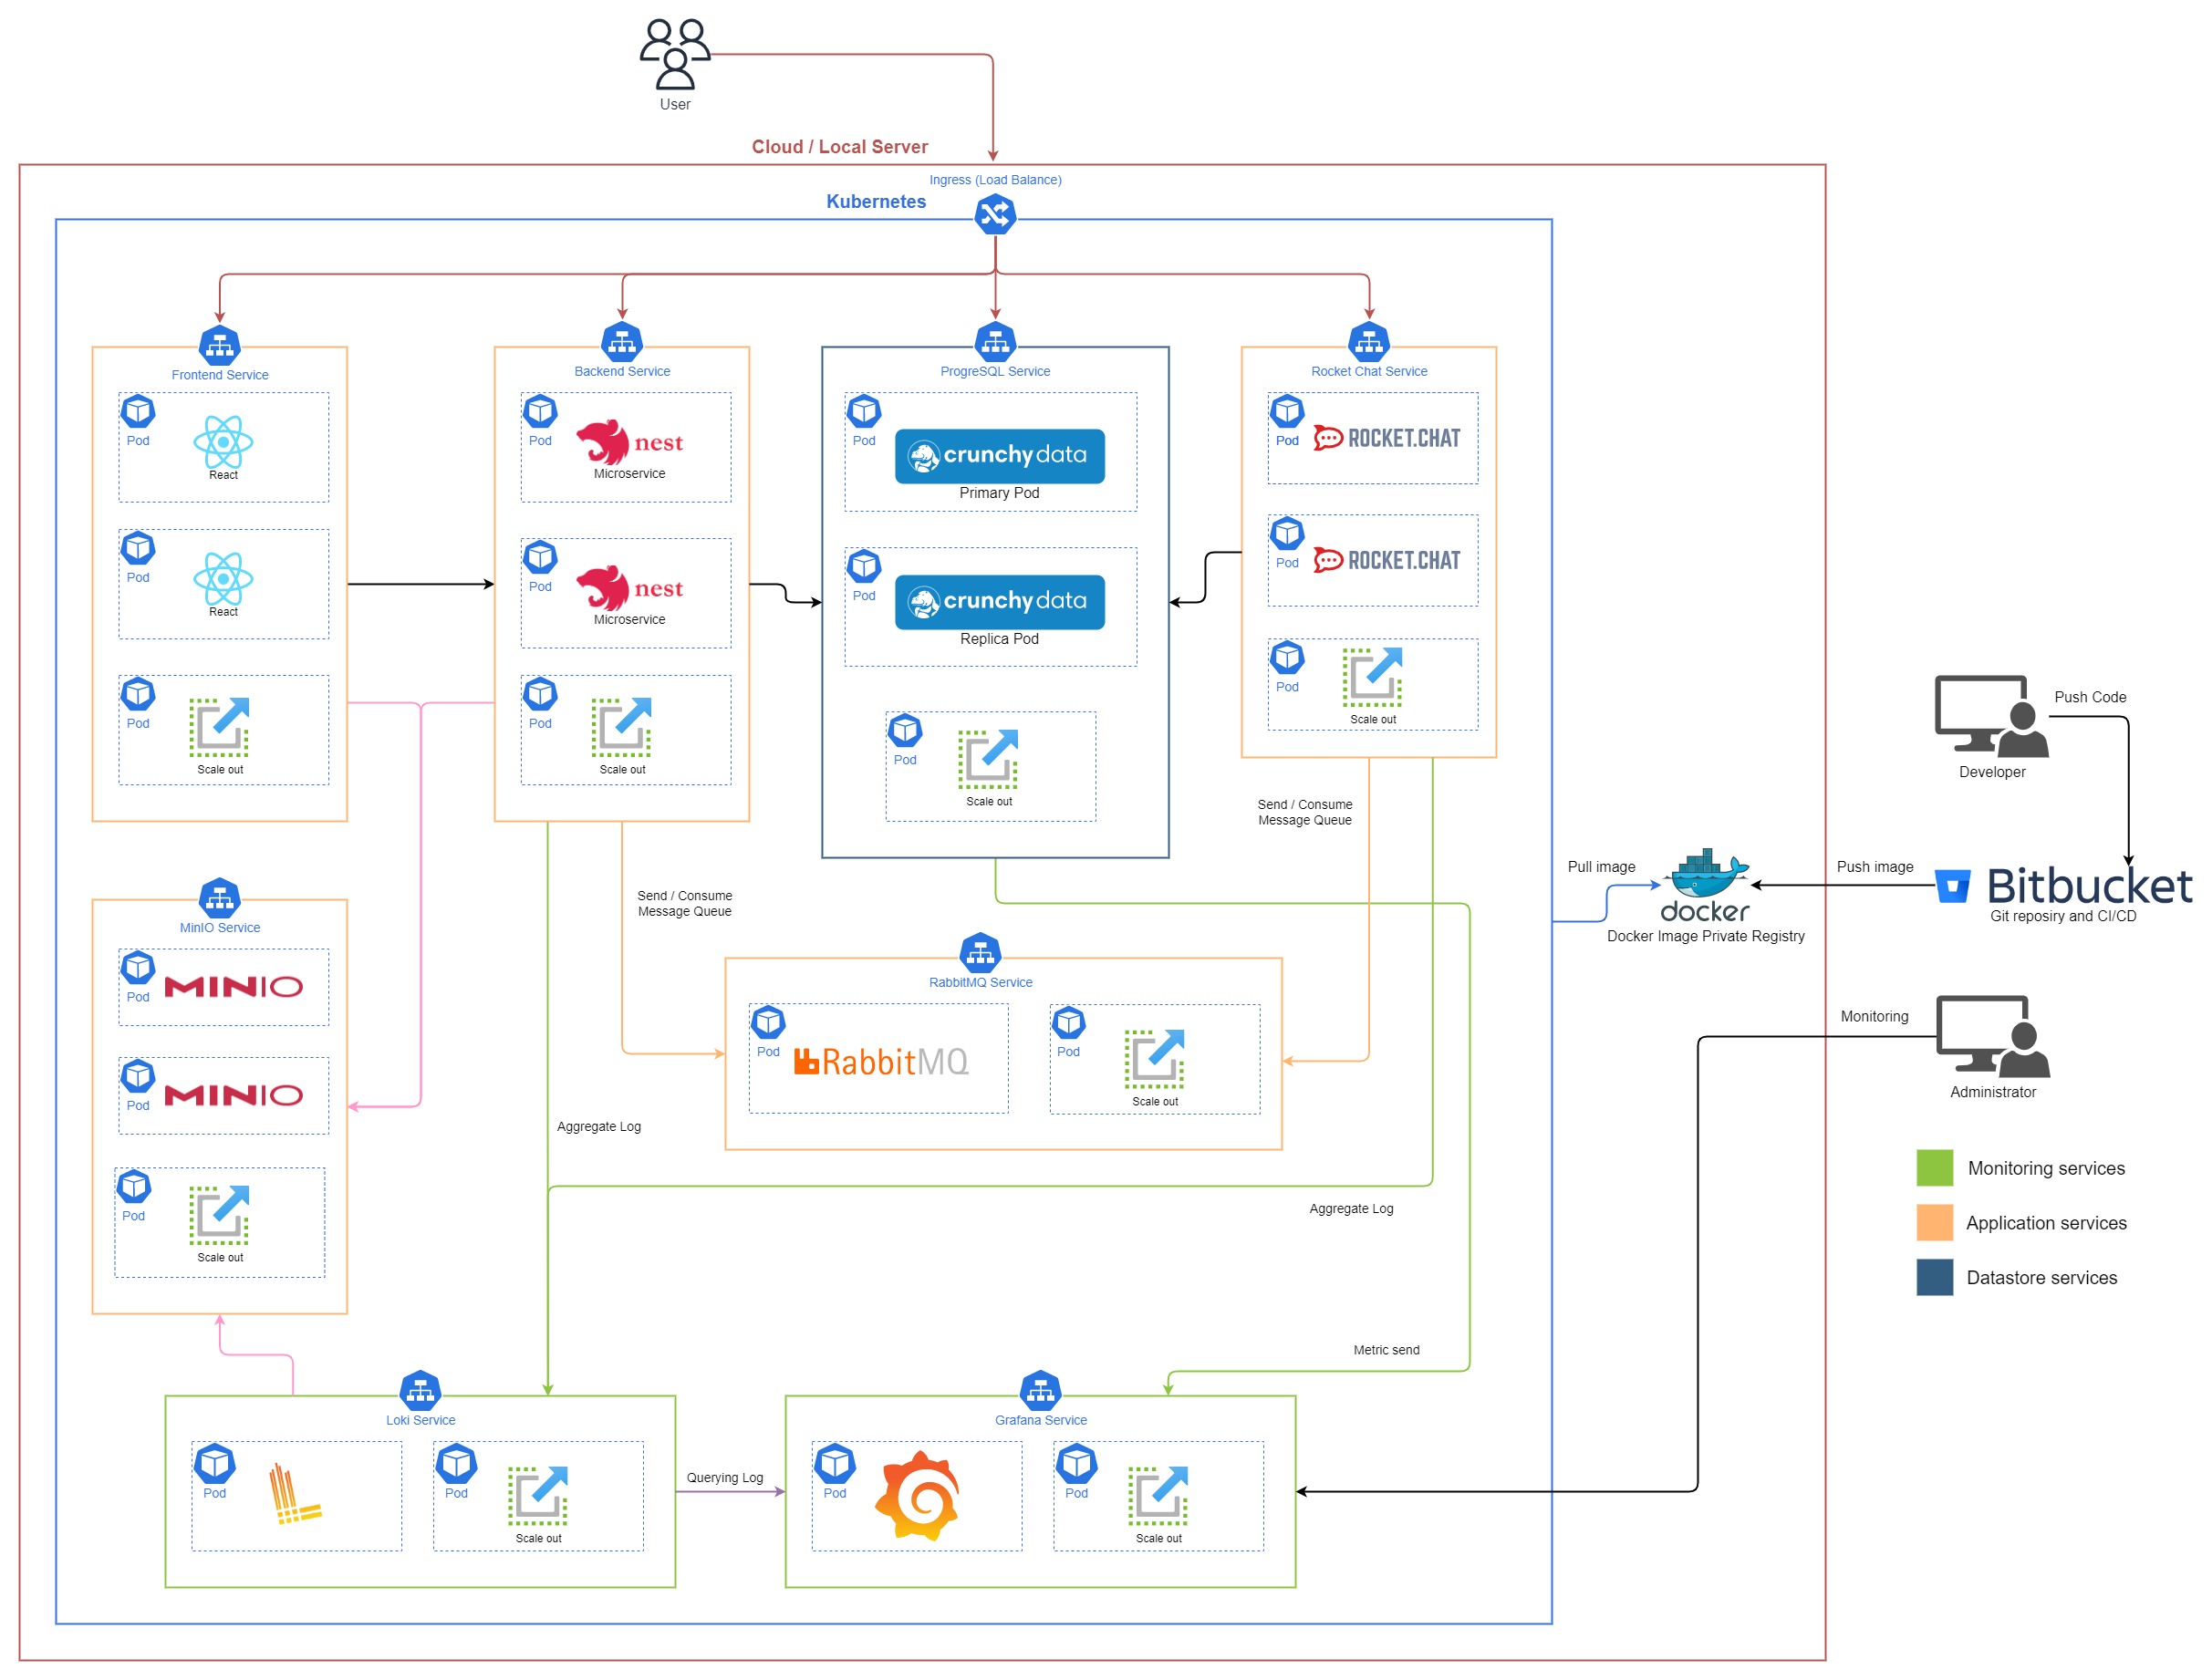 User
Cloud / Local Server
Ingress (Load Balance)
Kubernetes
Frontend Service
Pod
React
Pod
React
Pod
Scale out
Backend Service
Pod
nest
Microservice
Pod
nest
Microservice
Pod
Scale out
ProgreSQL Service
Pod
crunchydata
Primary Pod
Pod
crunchydata
Replica Pod
Pod
Scale out
Rocket Chat Service
Pod
ROCKET.CHAT
Pod
ROCKET.CHAT
Pod
Scale out
Send / Consume
Message Queue
Send / Consume
Message Queue
MinIO Service
Pod
MINIO
Pod
MINIO
Pod
Scale out
RabbitMQ Service
Pod
RabbitMQ
Pod
Scale out
Aggregate Log
Aggregate Log
Metric send
Loki Service
Pod
Pod
Scale out
Querying Log
Grafana Service
Pod
Pod
Scale out
Pull image
docker
Docker Image Private Registry
Push image
Developer
Push Code
Bitbucket
Git reposiry and CI/CD
Monitoring
Administrator
Monitoring services
Application services
Datastore services